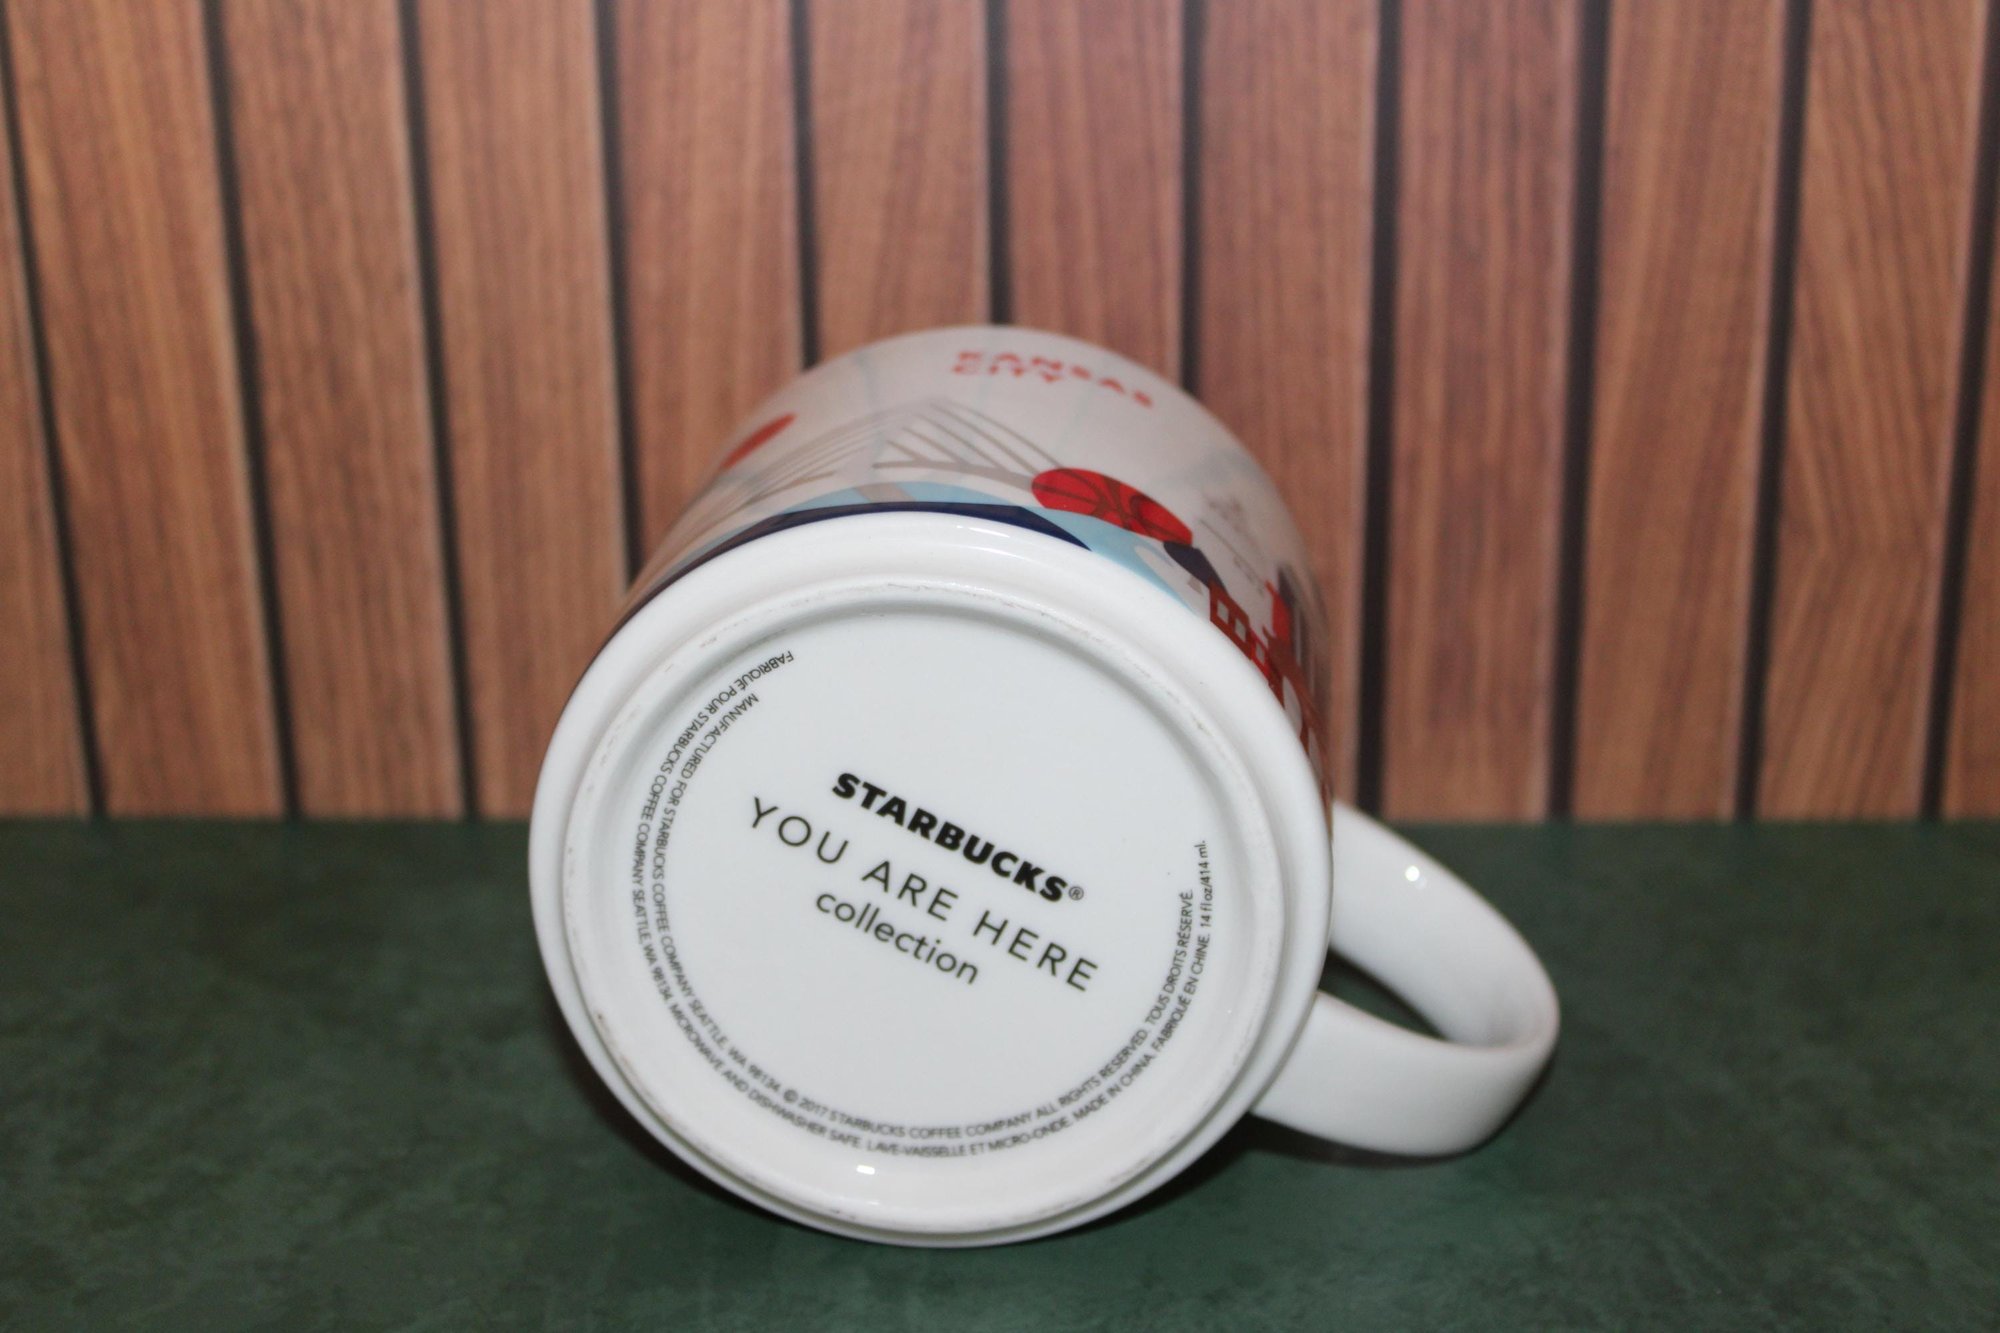 KANSAS
CITY
STARBUCKS®
YOU ARE HERE
collection
FABRIQUÉ POUR STARBUCKS COFFEE COMPANY SEATTLE, WA 98134. MICROWAVE AND DISHWASHER SAFE. LAVE-VAISSELLE ET MICRO-ONDE. MADE IN CHINA. FABRIQUÉ EN CHINE. 14 fl oz/414 ml.
MANUFACTURED FOR STARBUCKS COFFEE COMPANY SEATTLE, WA 98134. © 2017 STARBUCKS COFFEE COMPANY ALL RIGHTS RESERVED. TOUS DROITS RÉSERVÉ.